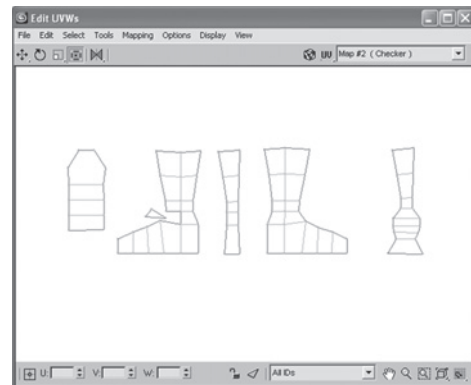 Edit UVWs
File Edit Select Tools Mapping Options Display View
UV Map #2 ( Checker )
U: V: W: All IDs